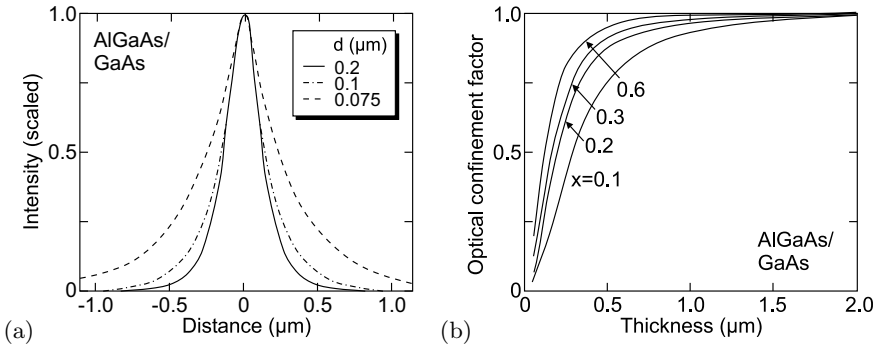 AlGaAs/
GaAs
d (μm)
0.2
0.1
0.075
Intensity (scaled)
0.5
0
-1.0
-0.5
0
0.5
1.0
Distance (μm)
(a)
1.0
0.5
0
Optical confinement factor
0.6
0.3
0.2
x=0.1
AlGaAs/
GaAs
0
0.5
1.0
1.5
2.0
Thickness (μm)
(b)